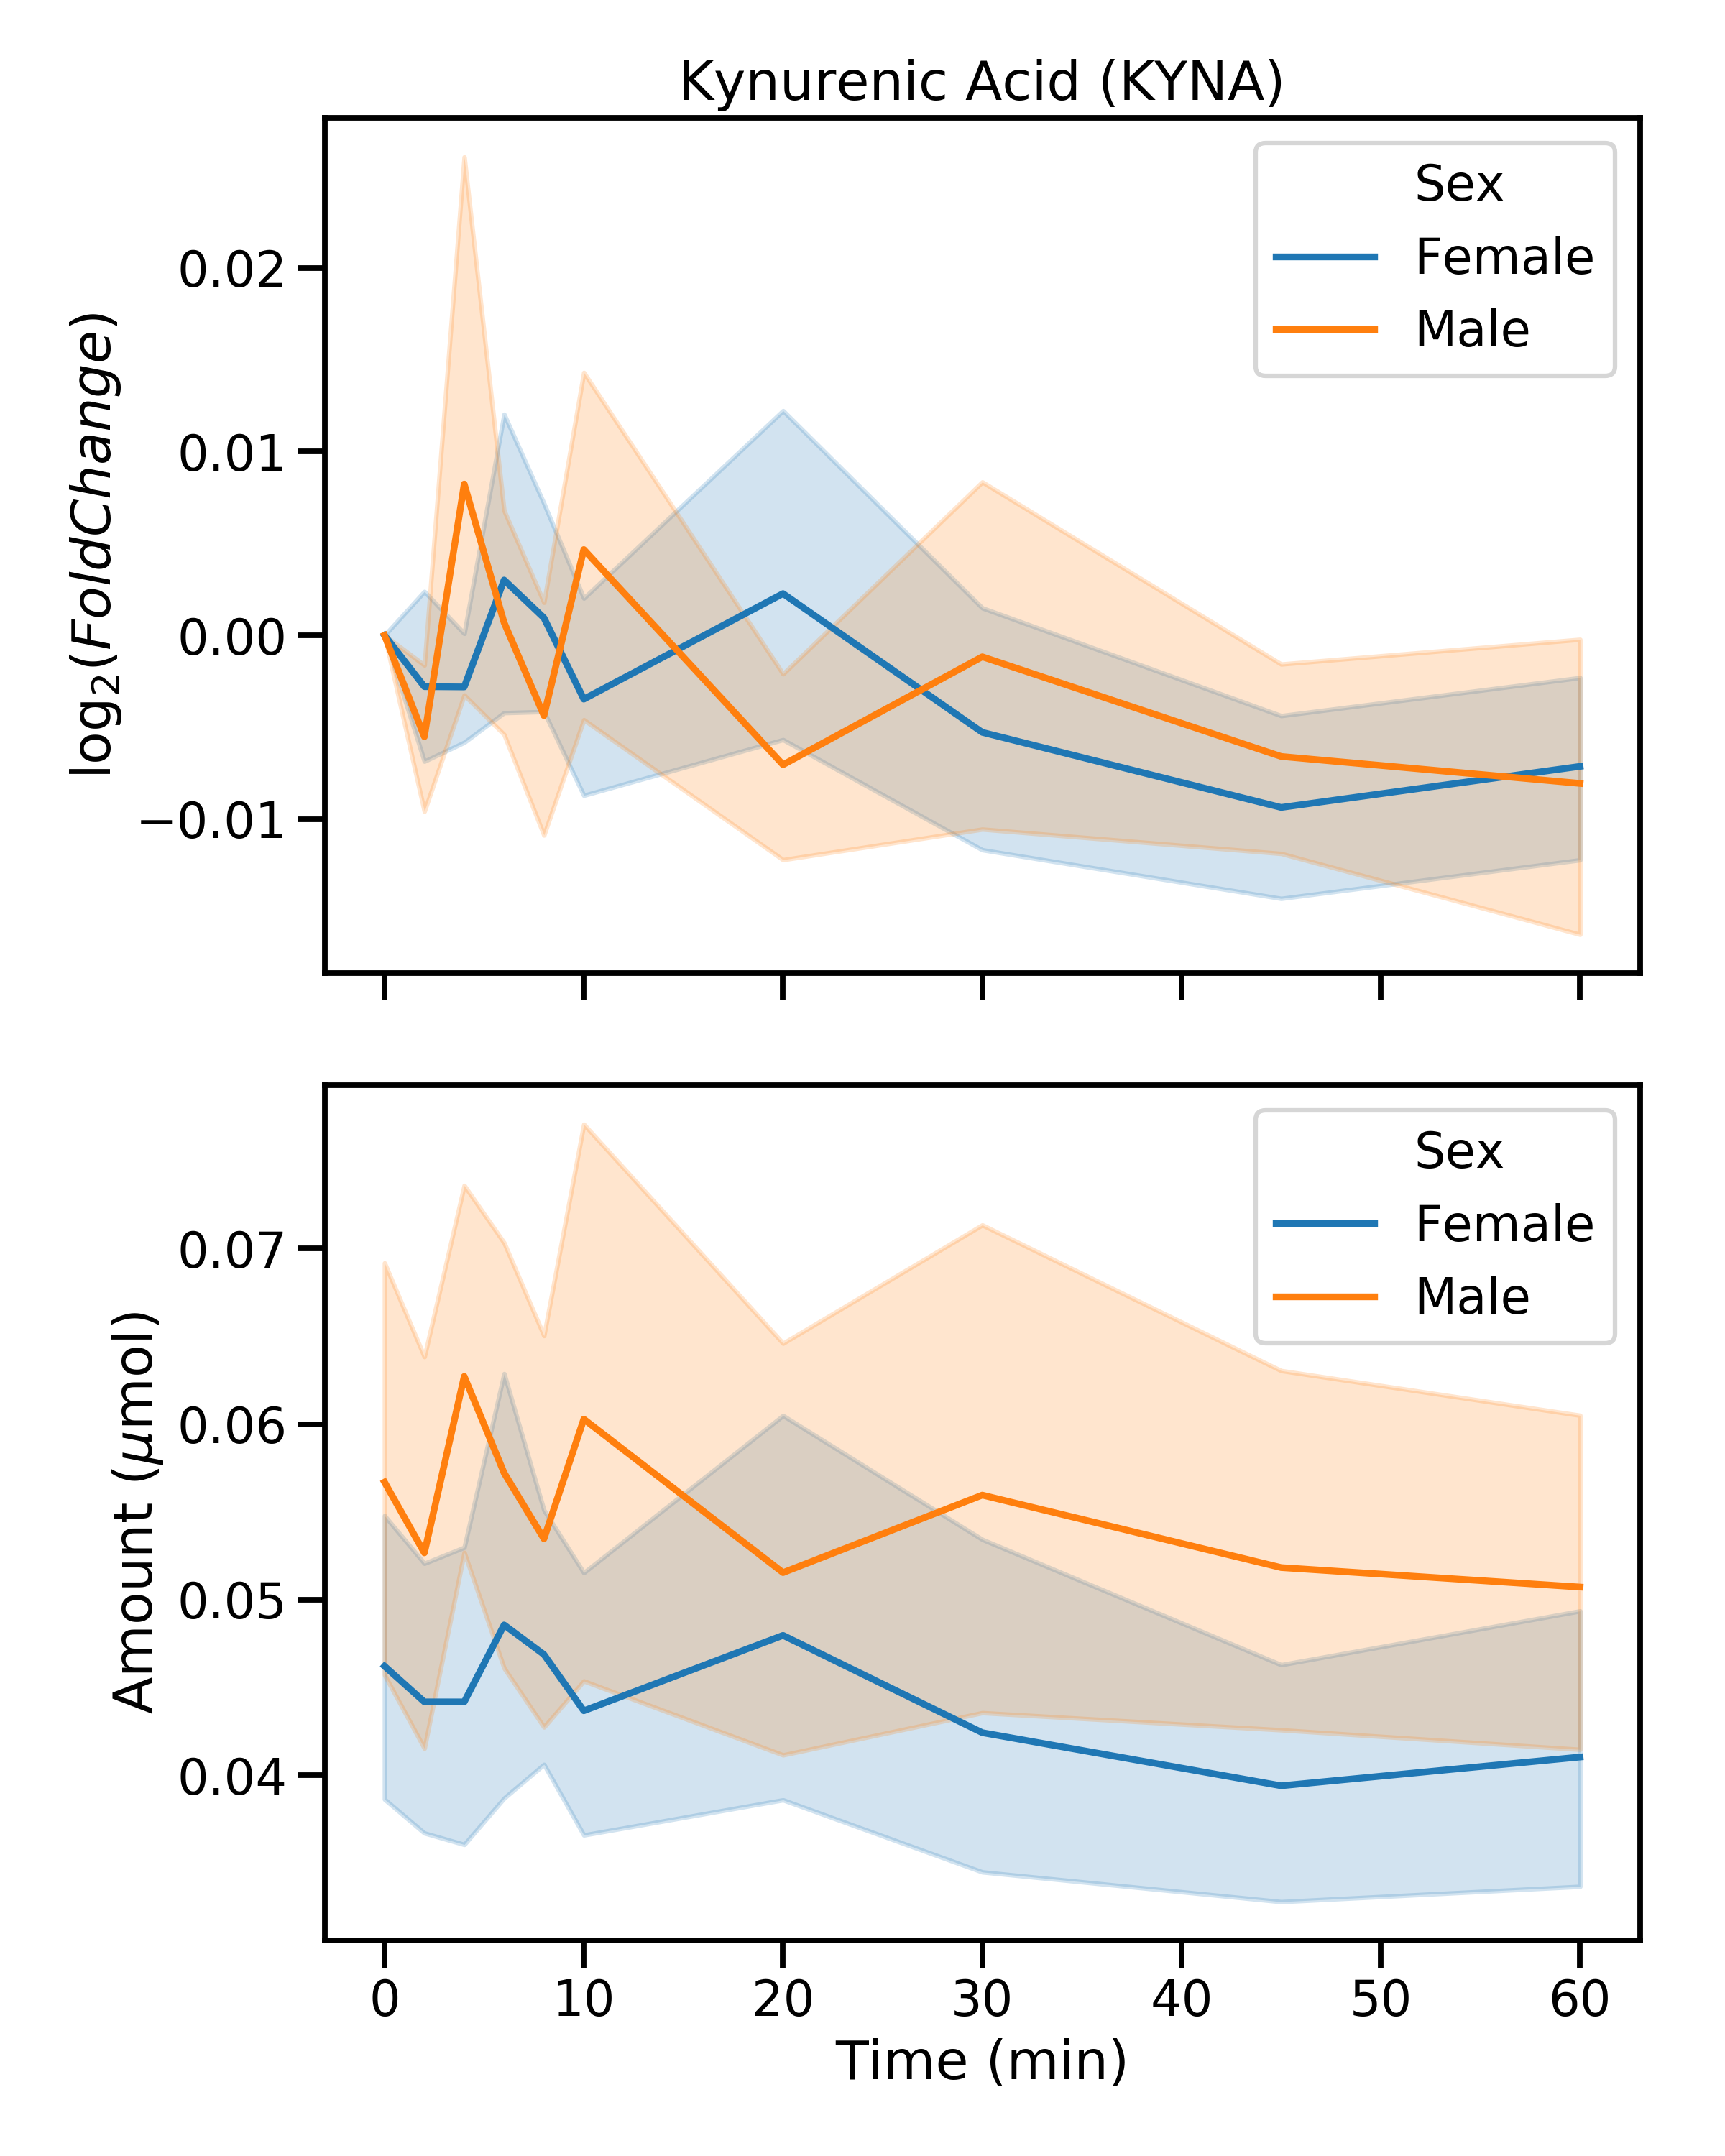 Kynurenic Acid (KYNA)
log₂(FoldChange)
0.02
0.01
0.00
−0.01
Sex
Female
Male
Amount (μmol)
0.07
0.06
0.05
0.04
Sex
Female
Male
0 10 20 30 40 50 60
Time (min)